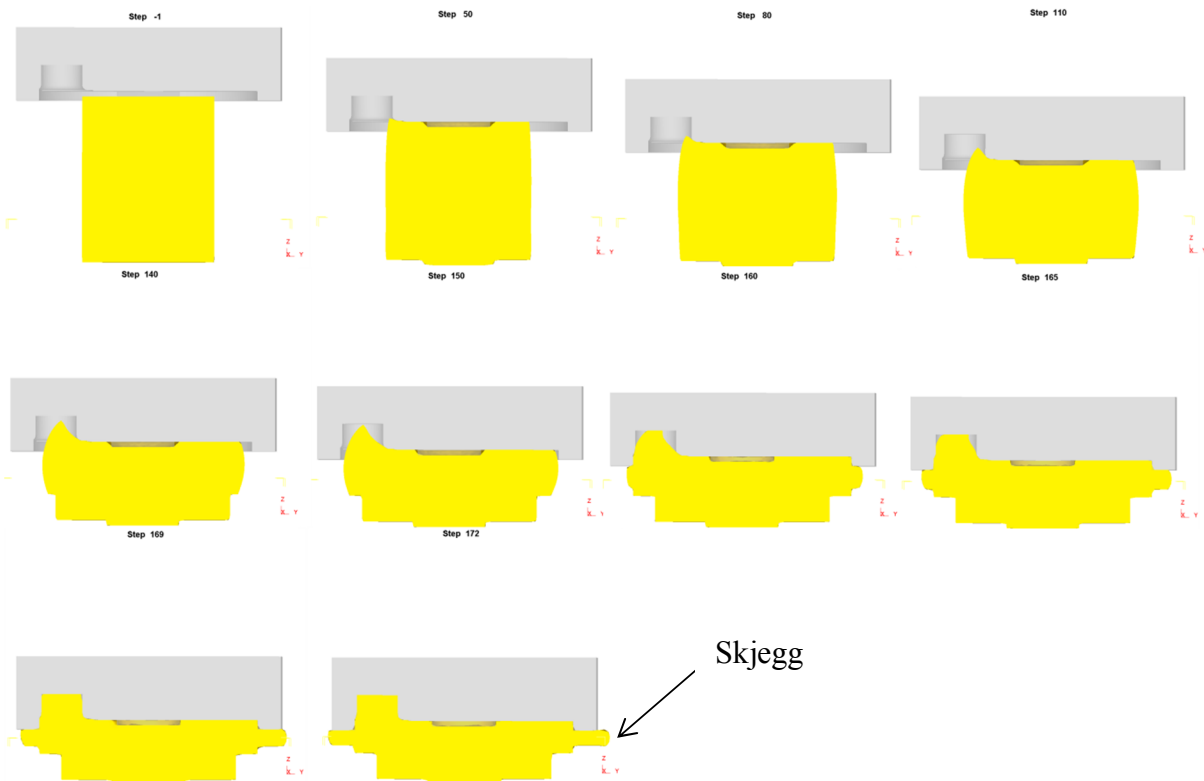 Step -1
Step 50
Step 80
Step 110
Z
X Y
Z
X Y
Z
X Y
Z
X Y
Step 140
Step 150
Step 160
Step 165
Z
X Y
Z
X Y
Z
X Y
Z
X Y
Step 169
Step 172
Skjegg
Z
X Y
Z
X Y